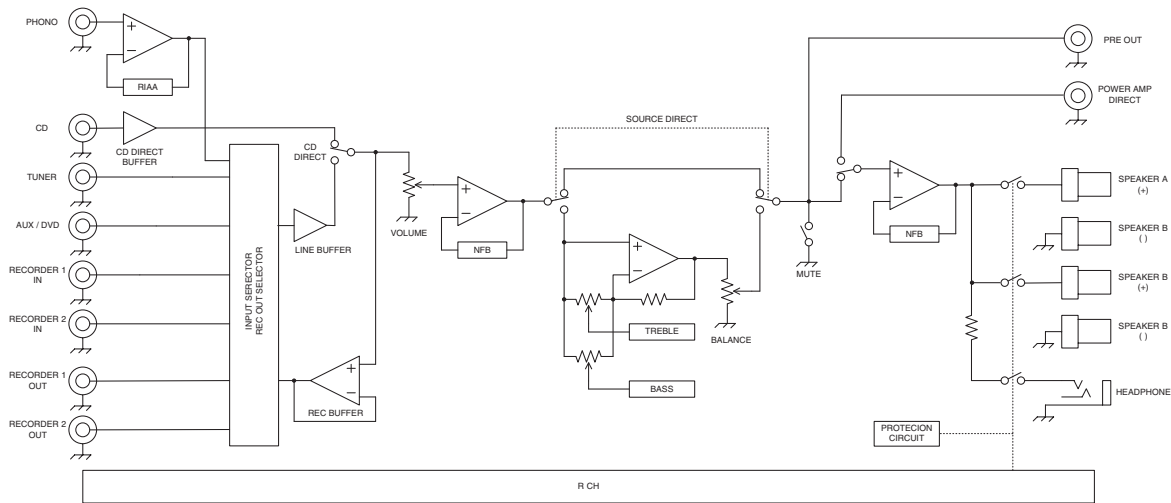 PHONO
RIAA
PRE OUT
POWER AMP
DIRECT
CD
CD DIRECT
BUFFER
CD
DIRECT
SOURCE DIRECT
TUNER
AUX / DVD
RECORDER 1
IN
RECORDER 2
IN
RECORDER 1
OUT
RECORDER 2
OUT
INPUT SERECTOR
REC OUT SELECTOR
LINE BUFFER
REC BUFFER
VOLUME
NFB
TREBLE
BASS
BALANCE
MUTE
NFB
SPEAKER A
(+)
SPEAKER B
( )
SPEAKER B
(+)
SPEAKER B
( )
HEADPHONE
PROTECION
CIRCUIT
R CH
+
−
+
−
+
−
+
−
+
−